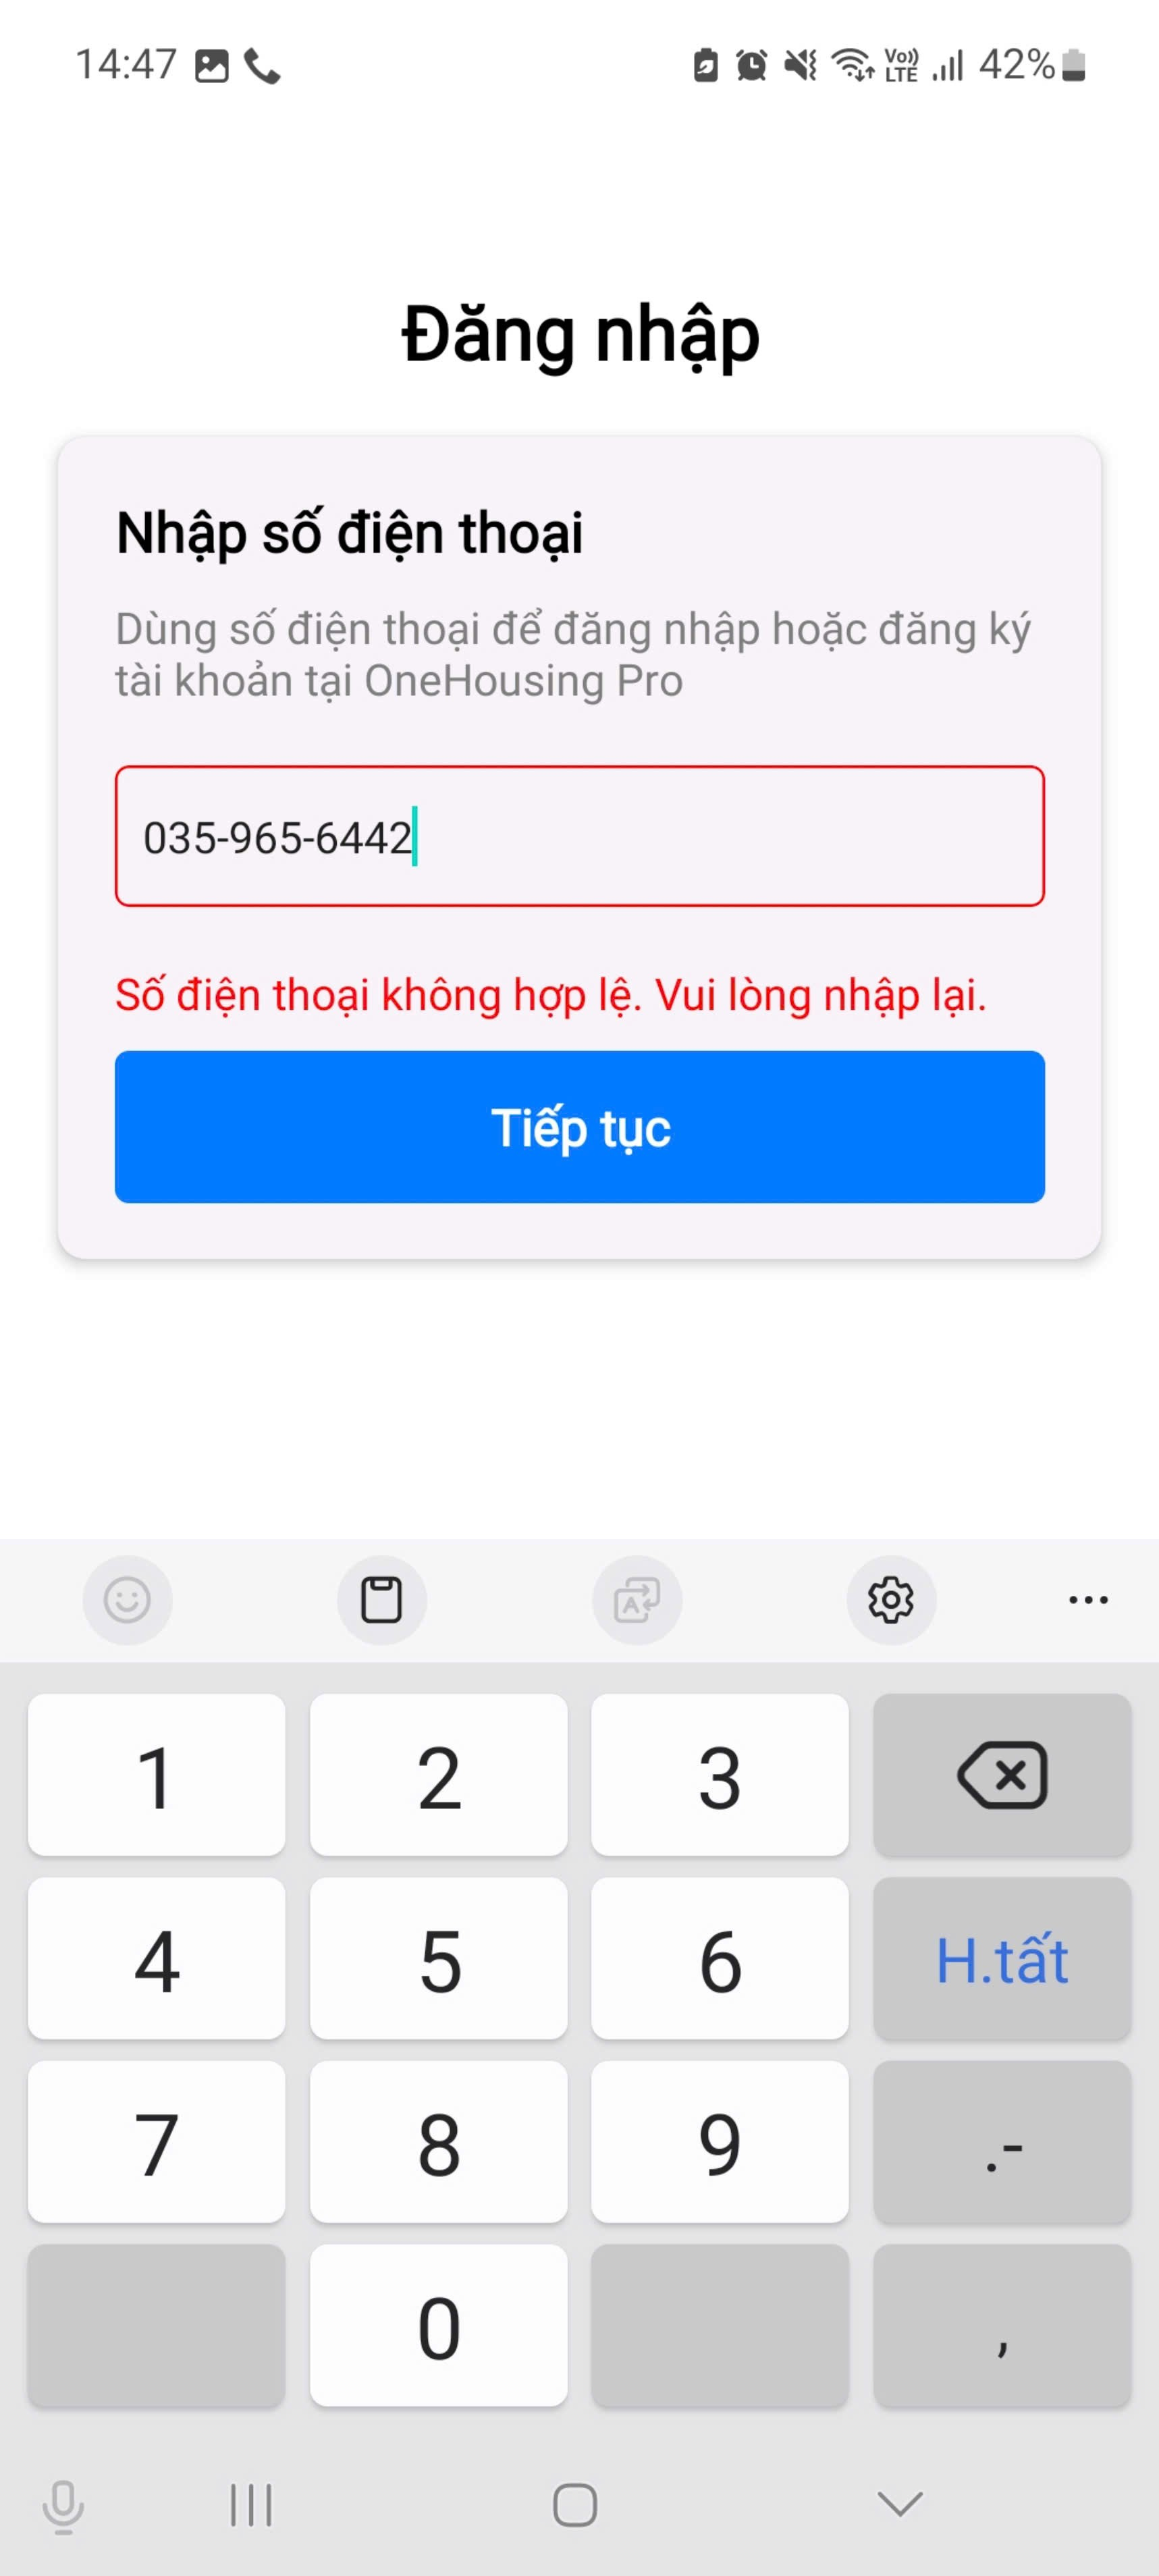 14:47
Vo)) LTE 42%
Đăng nhập
Nhập số điện thoại
Dùng số điện thoại để đăng nhập hoặc đăng ký
tài khoản tại OneHousing Pro
035-965-6442
Số điện thoại không hợp lệ. Vui lòng nhập lại.
Tiếp tục
1 2 3
4 5 6 H.tất
7 8 9 .-
0 ,